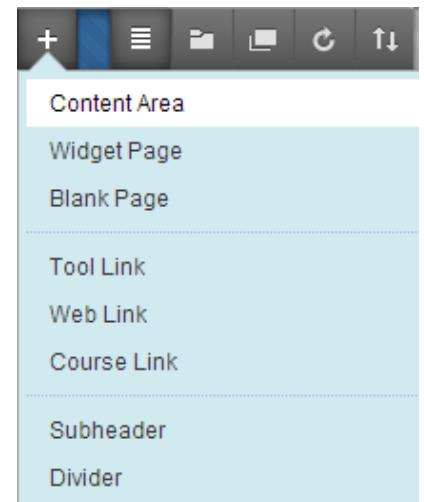 Content Area
Widget Page
Blank Page
Tool Link
Web Link
Course Link
Subheader
Divider